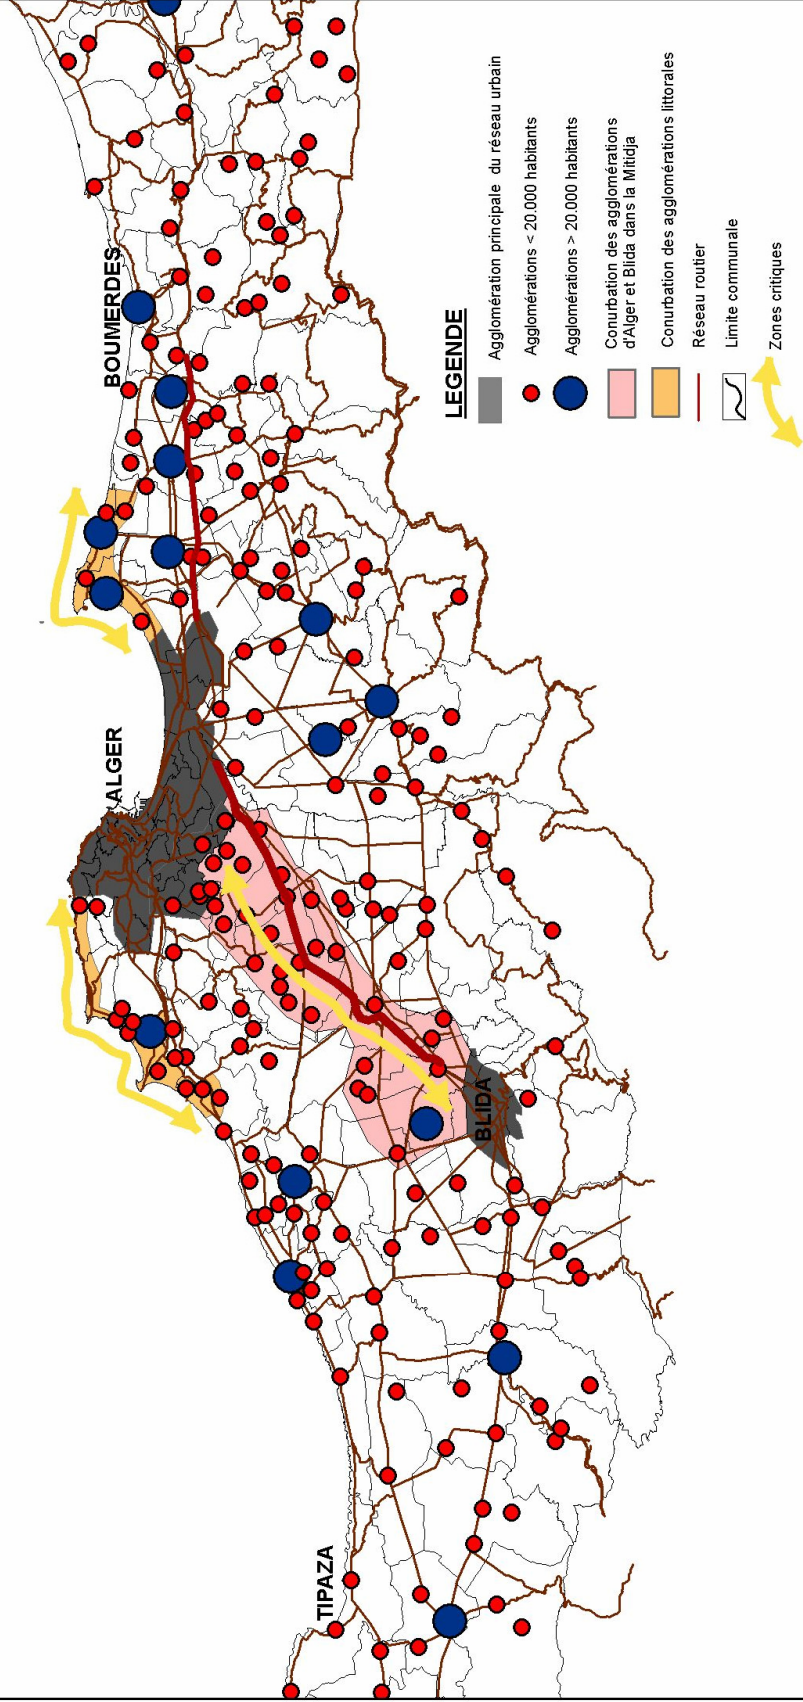 BOUMERDES
ALGER
BLIDA
TIPAZA
LEGENDE
Agglomération principale du réseau urbain
Agglomérations < 20.000 habitants
Agglomérations > 20.000 habitants
Conurbation des agglomérations
d'Alger et Blida dans la Mitidja
Conurbation des agglomérations littorales
Réseau routier
Limite communale
Zones critiques